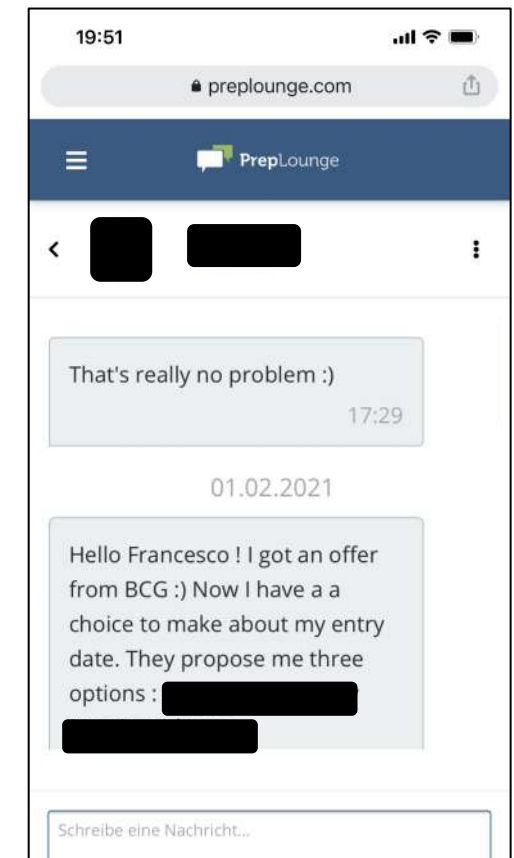 19:51
preplounge.com
PrepLounge
That's really no problem :)
17:29
01.02.2021
Hello Francesco ! I got an offer
from BCG :) Now I have a a
choice to make about my entry
date. They propose me three
options :
Schreibe eine Nachricht...